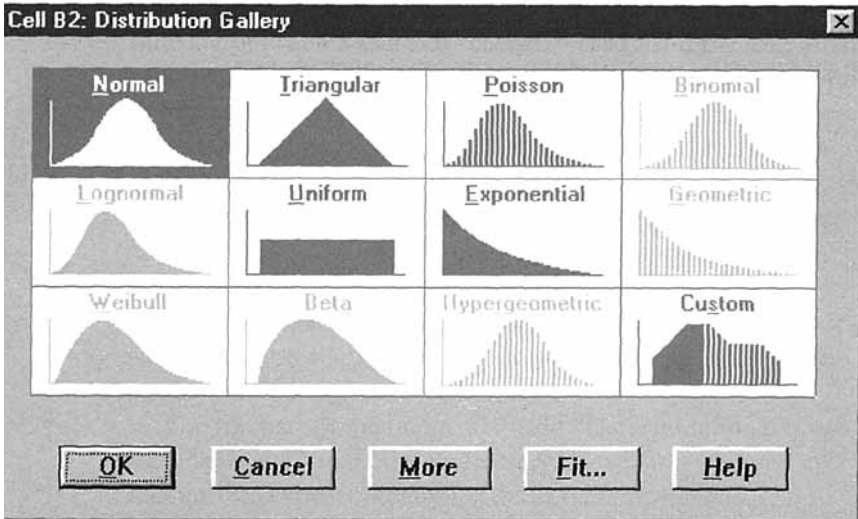 Cell B2: Distribution Gallery
Normal Triangular Poisson Binomial
Lognormal Uniform Exponential Geometric
Weibull Beta Hypergeometric Custom
OK Cancel More Fit... Help